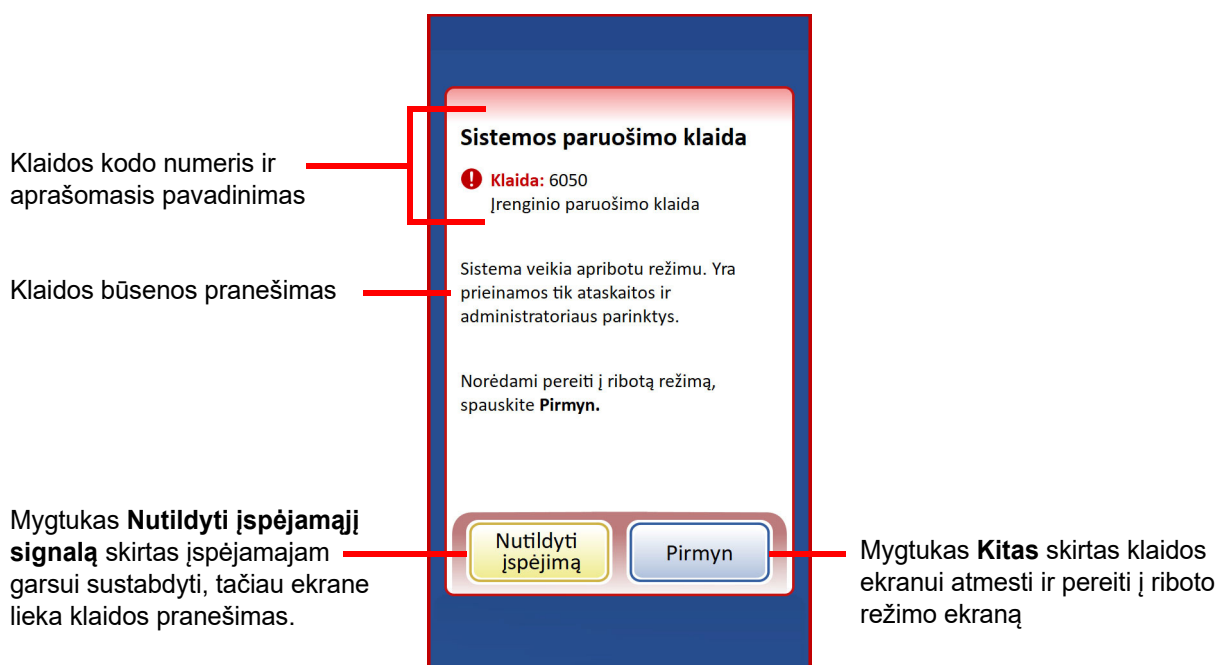 Klaidos kodo numeris ir
aprašomasis pavadinimas
Klaidos būsenos pranešimas
Mygtukas Nutildyti įspėjamąjį
signalą skirtas įspėjamajam
garsui sustabdyti, tačiau ekrane
lieka klaidos pranešimas.
Sistemos paruošimo klaida
Klaida: 6050
Įrenginio paruošimo klaida
Sistema veikia apribotu režimu. Yra
prieinamos tik ataskaitos ir
administratoriaus parinktys.
Norėdami pereiti į ribotą režimą,
spauskite Pirmyn.
Nutildyti
įspėjimą
Pirmyn
Mygtukas Kitas skirtas klaidos
ekranui atmesti ir pereiti į riboto
režimo ekraną